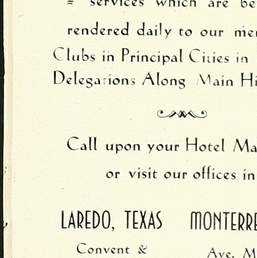 services which are be
rendered daily to our men
Clubs in Principal Cities in
Delegations Along Main Hi
Call upon your Hotel Ma
or visit our offices in
LAREDO, TEXAS MONTERRE
Convent & Ave. M